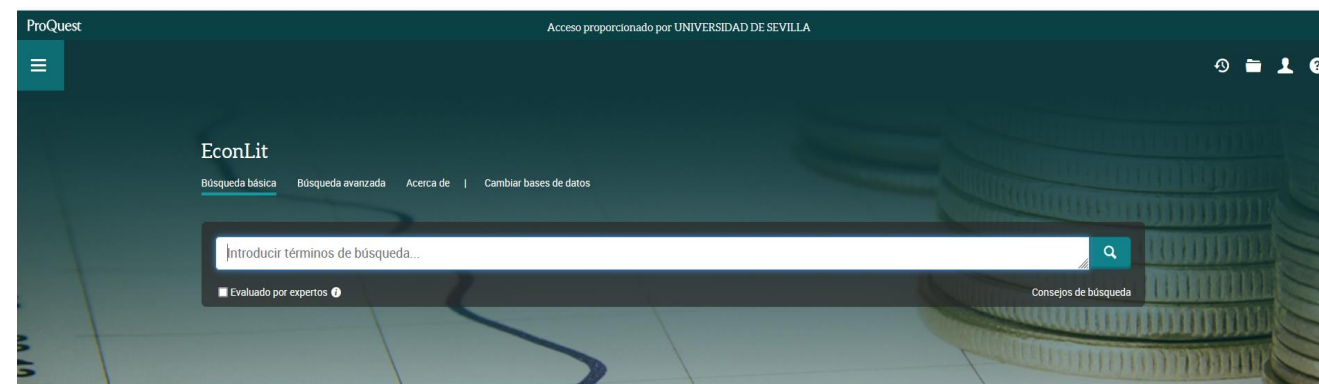 ProQuest
Acceso proporcionado por UNIVERSIDAD DE SEVILLA
EconLit
Búsqueda básica Búsqueda avanzada Acerca de | Cambiar bases de datos
Introducir términos de búsqueda...
Evaluado por expertos
Consejos de búsqueda